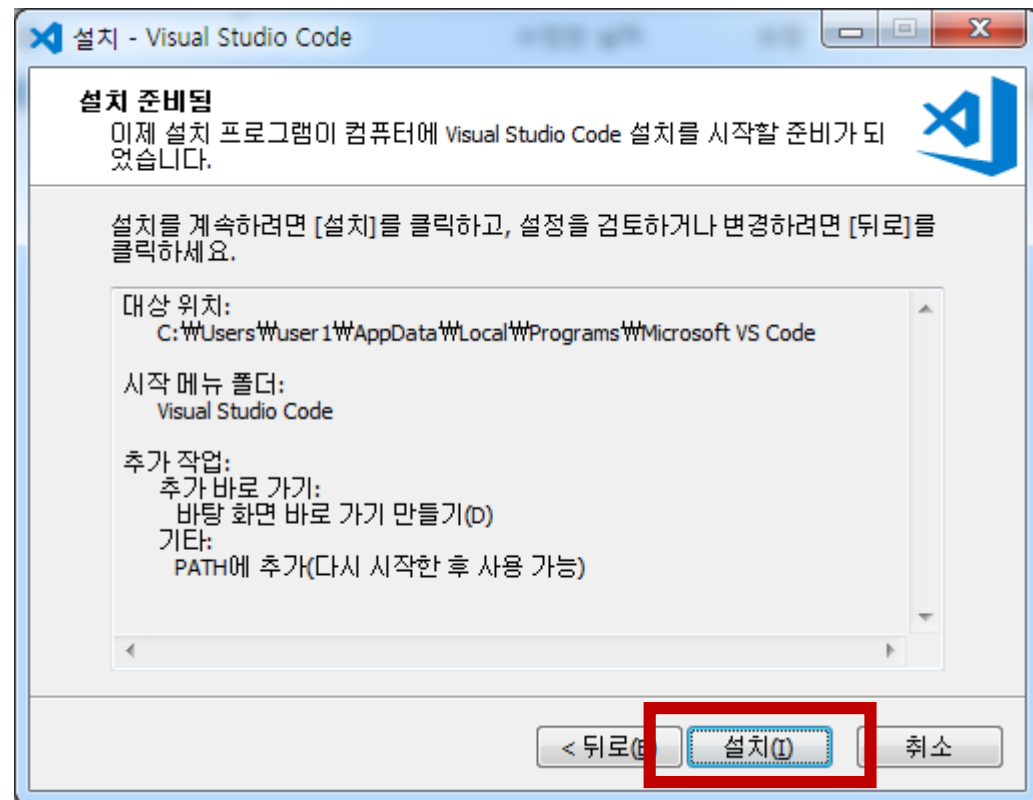 설치 - Visual Studio Code
설치 준비됨
이제 설치 프로그램이 컴퓨터에 Visual Studio Code 설치를 시작할 준비가 되
었습니다.
설치를 계속하려면 [설치]를 클릭하고, 설정을 검토하거나 변경하려면 [뒤로]를
클릭하세요.
대상 위치:
C:₩Users₩user1₩AppData₩Local₩Programs₩Microsoft VS Code
시작 메뉴 폴더:
Visual Studio Code
추가 작업:
추가 바로 가기:
바탕 화면 바로 가기 만들기(D)
기타:
PATH에 추가(다시 시작한 후 사용 가능)
< 뒤로(B 설치(I) 취소